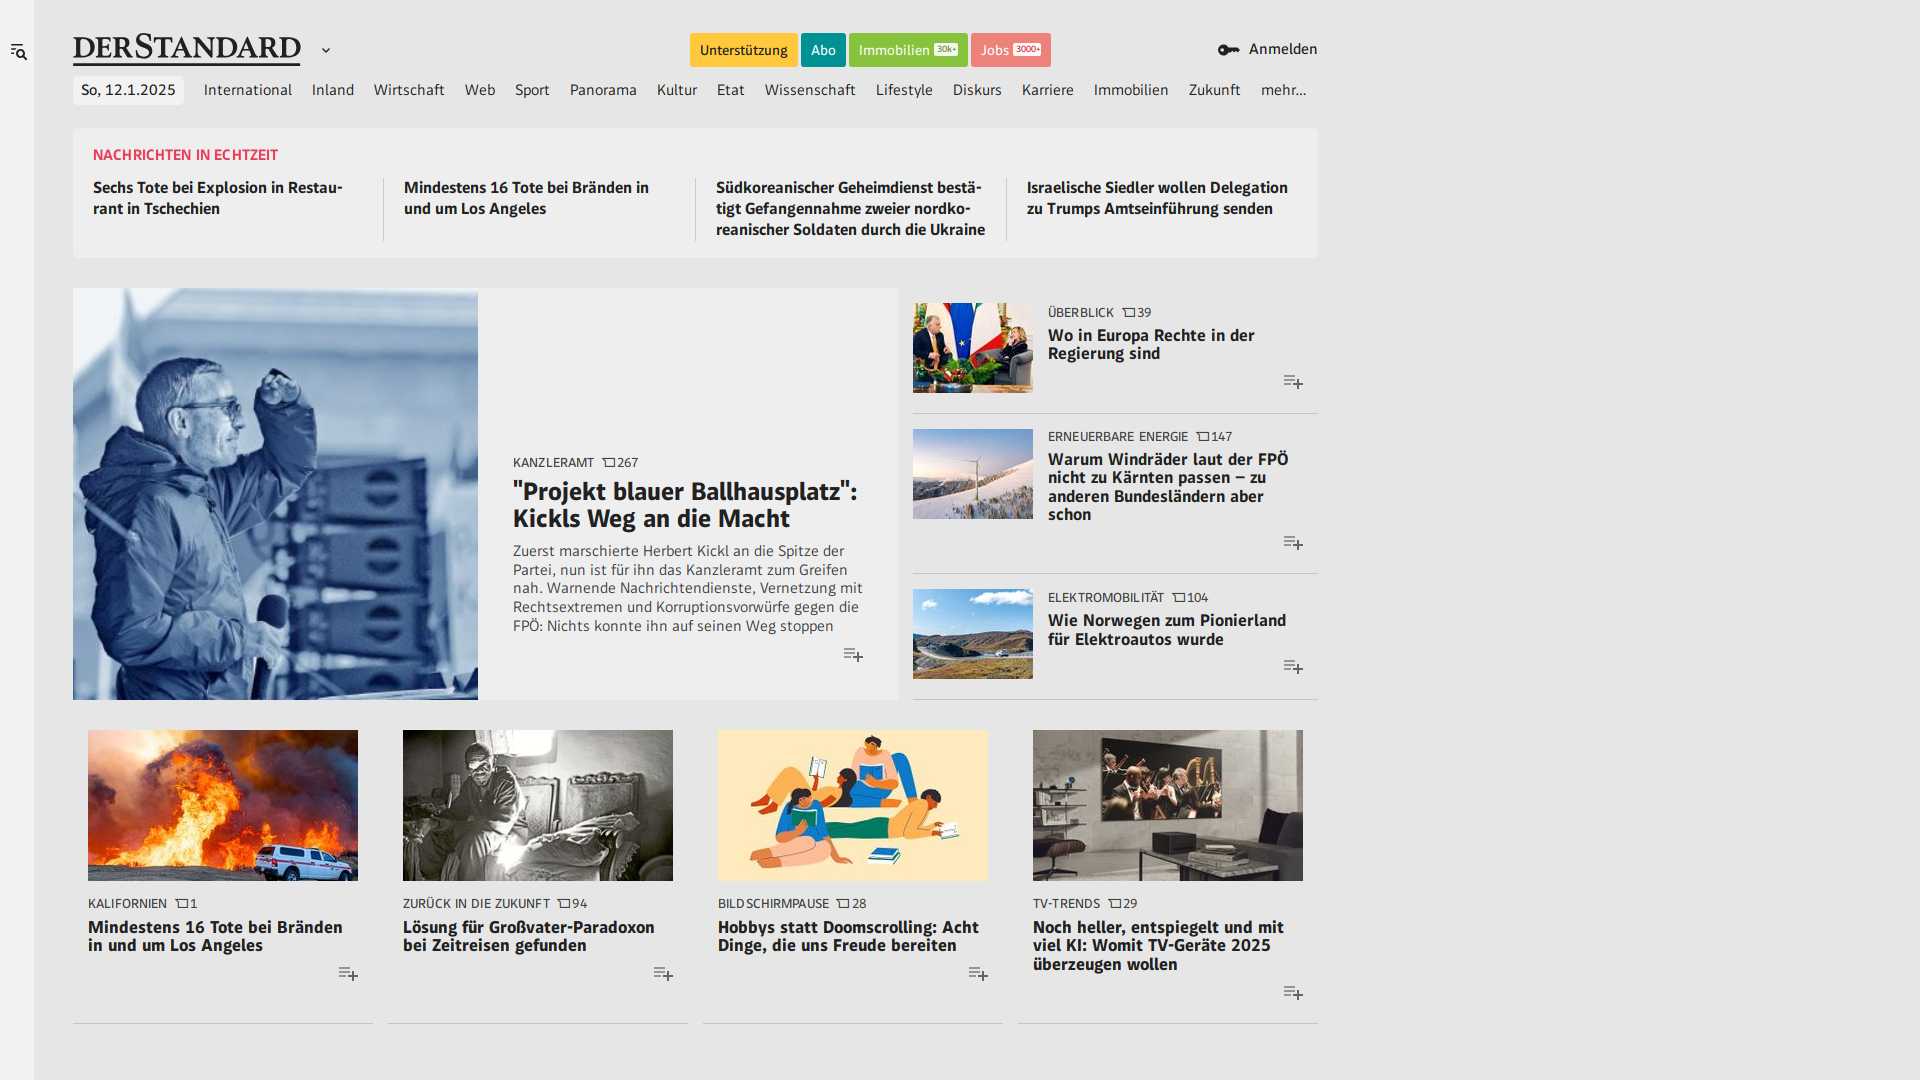 DERSTANDARD
Unterstützung
Abo
Immobilien 30k+
Jobs 3000+
Anmelden
So, 12.1.2025
International
Inland
Wirtschaft
Web
Sport
Panorama
Kultur
Etat
Wissenschaft
Lifestyle
Diskurs
Karriere
Immobilien
Zukunft
mehr...
NACHRICHTEN IN ECHTZEIT
Sechs Tote bei Explosion in Restau-
rant in Tschechien
Mindestens 16 Tote bei Bränden in
und um Los Angeles
Südkoreanischer Geheimdienst bestä-
tigt Gefangennahme zweier nordko-
reanischer Soldaten durch die Ukraine
Israelische Siedler wollen Delegation
zu Trumps Amtseinführung senden
KANZLERAMT 267
"Projekt blauer Ballhausplatz":
Kickls Weg an die Macht
Zuerst marschierte Herbert Kickl an die Spitze der
Partei, nun ist für ihn das Kanzleramt zum Greifen
nah. Warnende Nachrichtendienste, Vernetzung mit
Rechtsextremen und Korruptionsvorwürfe gegen die
FPÖ: Nichts konnte ihn auf seinen Weg stoppen
ÜBERBLICK 39
Wo in Europa Rechte in der
Regierung sind
ERNEUERBARE ENERGIE 147
Warum Windräder laut der FPÖ
nicht zu Kärnten passen – zu
anderen Bundesländern aber
schon
ELEKTROMOBILITÄT 104
Wie Norwegen zum Pionierland
für Elektroautos wurde
KALIFORNIEN 1
Mindestens 16 Tote bei Bränden
in und um Los Angeles
ZURÜCK IN DIE ZUKUNFT 94
Lösung für Großvater-Paradoxon
bei Zeitreisen gefunden
BILDSCHIRMPAUSE 28
Hobbys statt Doomscrolling: Acht
Dinge, die uns Freude bereiten
TV-TRENDS 29
Noch heller, entspiegelt und mit
viel KI: Womit TV-Geräte 2025
überzeugen wollen